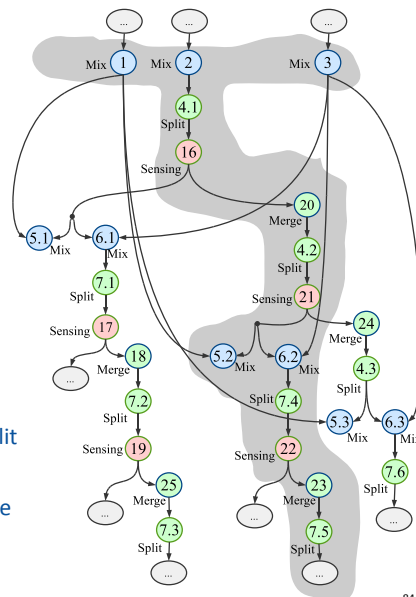 ... ... ...
Mix 1 Mix 2 Mix 3
4.1
Split
16
Sensing
20
Merge
5.1 Mix 6.1 Mix
4.2
Split
7.1
Split
21
Sensing
17
Sensing
24
Merge
18
Merge
5.2 Mix 6.2 Mix
4.3
Split
...
7.2
Split
7.4
Split
5.3 Mix 6.3
lit
19
Sensing
22
Sensing
7.6
Split
25
Merge
23
Merge
e
... ... ...
7.3
Split
7.5
Split
... ...